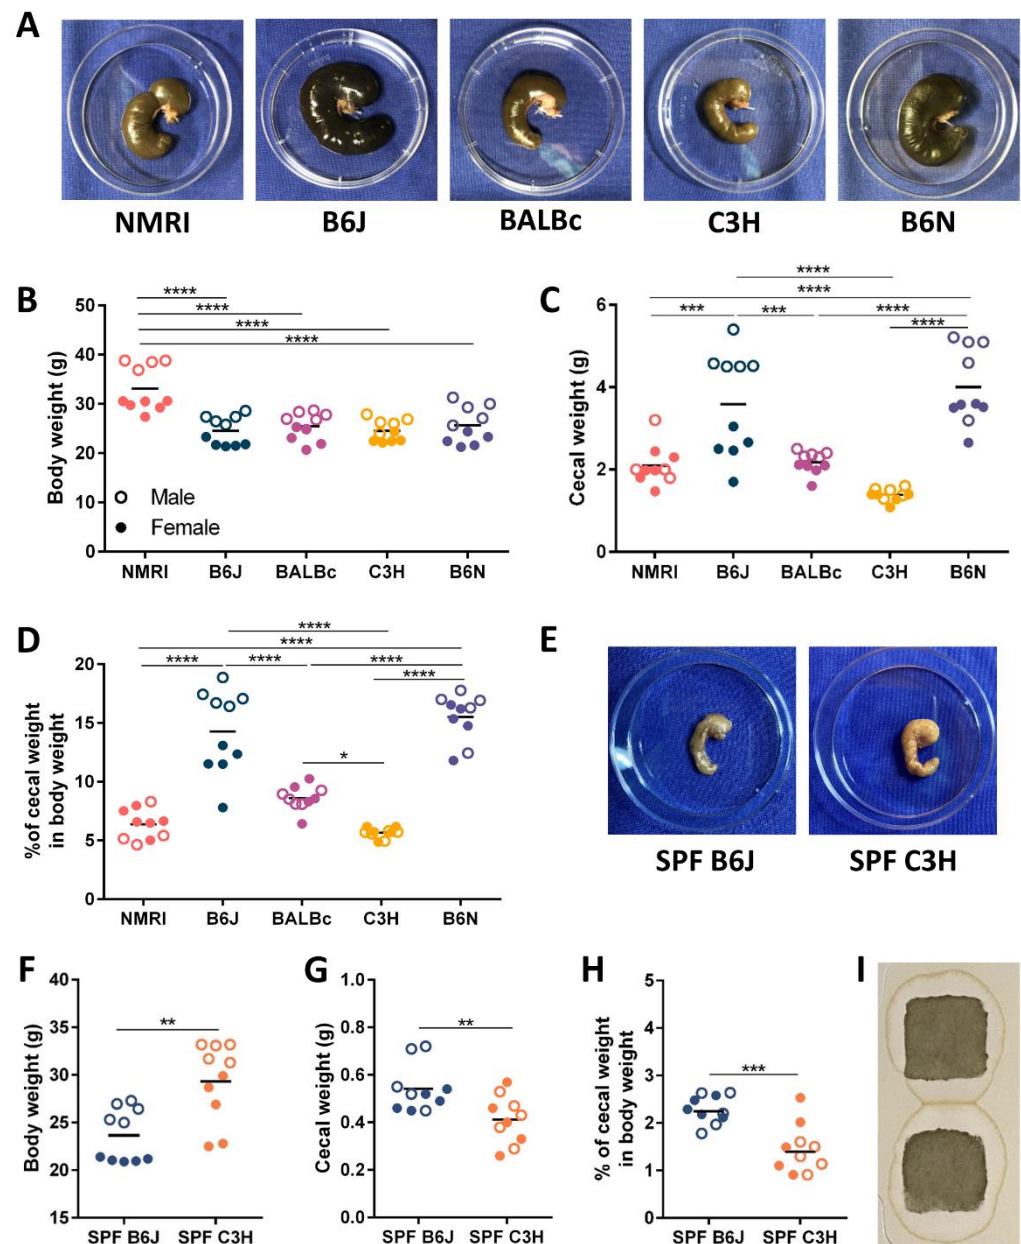 A
NMRI
B6J
BALBc
C3H
B6N
B
****
****
****
****
50
40
30
20
10
0
Body weight (g)
Male
Female
NMRI
B6J
BALBc
C3H
B6N
C
****
****
***
***
****
****
6
4
2
0
Cecal weight (g)
NMRI
B6J
BALBc
C3H
B6N
D
****
****
****
****
****
****
*
20
15
10
5
0
%of cecal weight
in body weight
NMRI
B6J
BALBc
C3H
B6N
E
SPF B6J
SPF C3H
F
**
40
35
30
25
20
15
Body weight (g)
SPF B6J
SPF C3H
G
**
1.0
0.8
0.6
0.4
0.2
0.0
Cecal weight (g)
SPF B6J
SPF C3H
H
***
5
4
3
2
1
0
% of cecal weight
in body weight
SPF B6J
SPF C3H
I